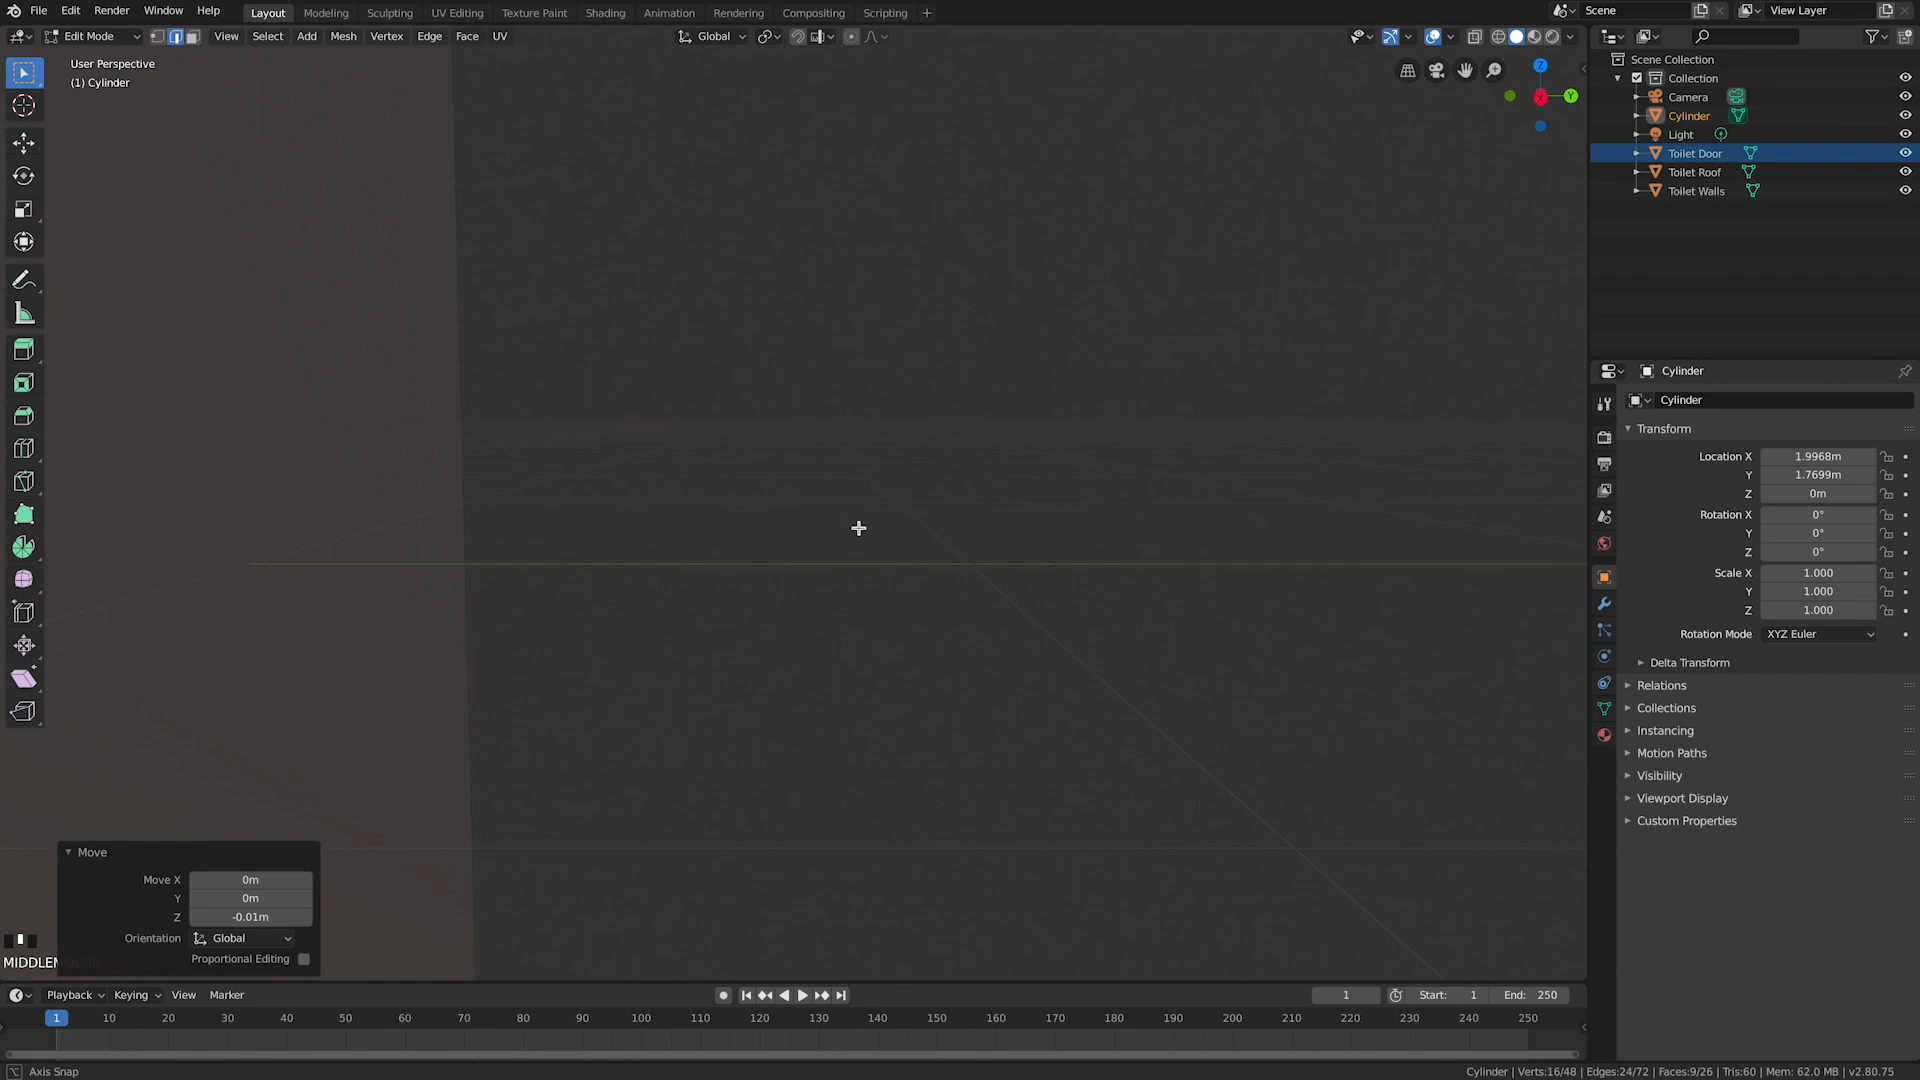 File Edit Render Window Help Layout Modeling Sculpting UV Editing Texture Paint Shading Animation Rendering Compositing Scripting + Scene View Layer
Edit Mode View Select Add Mesh Vertex Edge Face UV Global
User Perspective
(1) Cylinder
Z
X
Y
Scene Collection
Collection
Camera
Cylinder
Light
Toilet Door
Toilet Roof
Toilet Walls
Cylinder
Cylinder
Transform
Location X 1.9968m
Y 1.7699m
Z 0m
Rotation X 0°
Y 0°
Z 0°
Scale X 1.000
Y 1.000
Z 1.000
Rotation Mode XYZ Euler
Delta Transform
Relations
Collections
Instancing
Motion Paths
Visibility
Viewport Display
Custom Properties
Move
Move X 0m
Y 0m
Z -0.01m
Orientation Global
Proportional Editing
Playback Keying View Marker 1 Start: 1 End: 250
1 10 20 30 40 50 60 70 80 90 100 110 120 130 140 150 160 170 180 190 200 210 220 230 240 250
Axis Snap Cylinder | Verts:16/48 | Edges:24/72 | Faces:9/26 | Tris:60 | Mem: 62.0 MB | v2.80.75